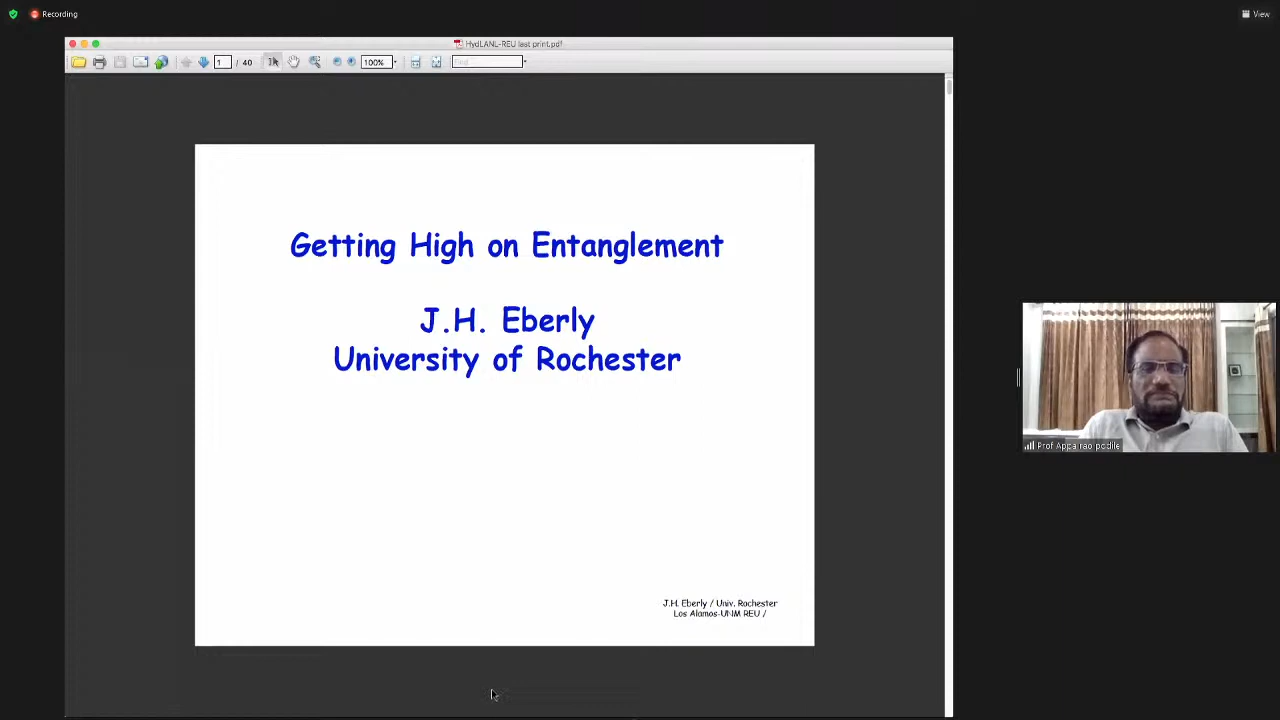 Recording
View
HydLANL-REU last print.pdf
1 / 40
100%
Find
Getting High on Entanglement
J.H. Eberly
University of Rochester
J.H. Eberly / Univ. Rochester
Los Alamos-UNM REU /
Prof Appa rao podile